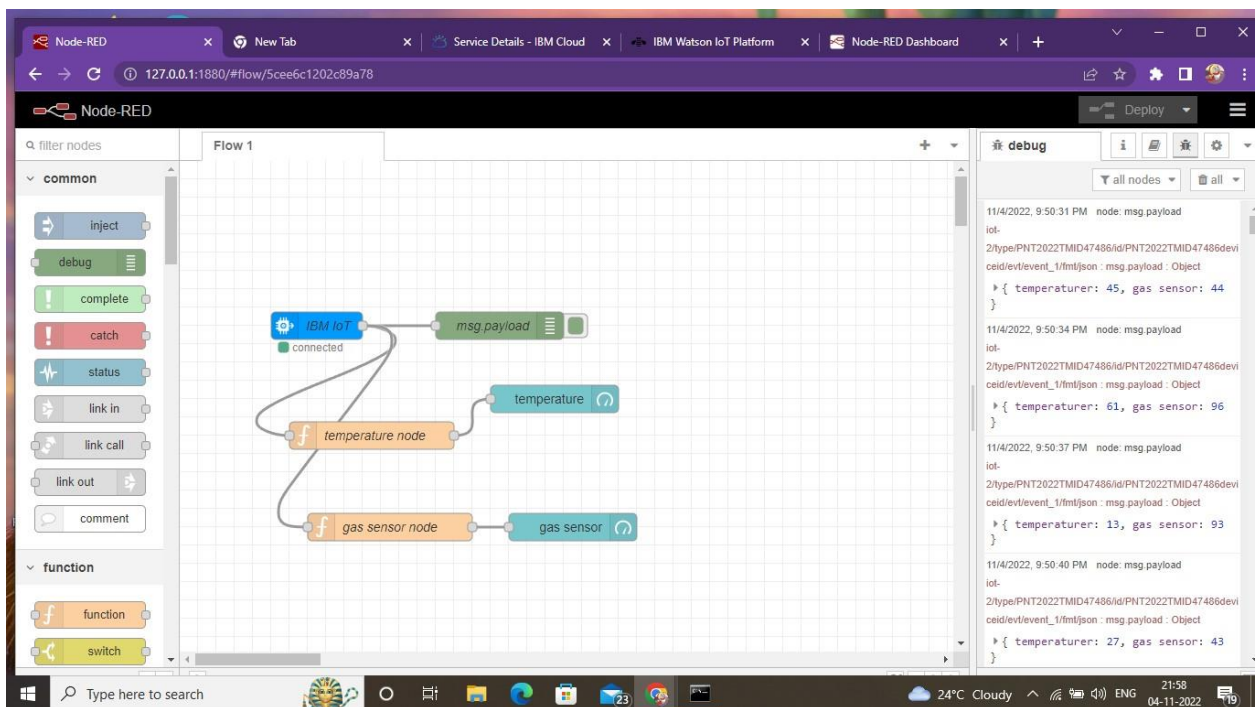 Node-RED
New Tab
Service Details - IBM Cloud
IBM Watson IoT Platform
Node-RED Dashboard
127.0.0.1:1880/#flow/5cee6c1202c89a78
Node-RED
Deploy
filter nodes
Flow 1
debug
i
all nodes
all
common
inject
debug
complete
catch
status
link in
link call
link out
comment
function
function
switch
IBM IoT
connected
msg.payload
temperature
temperature node
gas sensor node
gas sensor
11/4/2022, 9:50:31 PM node: msg.payload
iot-
2/type/PNT2022TMID47486/id/PNT2022TMID47486devi
ceid/evt/event_1/fmt/json : msg.payload : Object
{ temperaturer: 45, gas sensor: 44
}
11/4/2022, 9:50:34 PM node: msg.payload
iot-
2/type/PNT2022TMID47486/id/PNT2022TMID47486devi
ceid/evt/event_1/fmt/json : msg.payload : Object
{ temperaturer: 61, gas sensor: 96
}
11/4/2022, 9:50:37 PM node: msg.payload
iot-
2/type/PNT2022TMID47486/id/PNT2022TMID47486devi
ceid/evt/event_1/fmt/json : msg.payload : Object
{ temperaturer: 13, gas sensor: 93
}
11/4/2022, 9:50:40 PM node: msg.payload
iot-
2/type/PNT2022TMID47486/id/PNT2022TMID47486devi
ceid/evt/event_1/fmt/json : msg.payload : Object
{ temperaturer: 27, gas sensor: 43
}
Type here to search
23
24°C Cloudy
ENG
21:58
04-11-2022
19